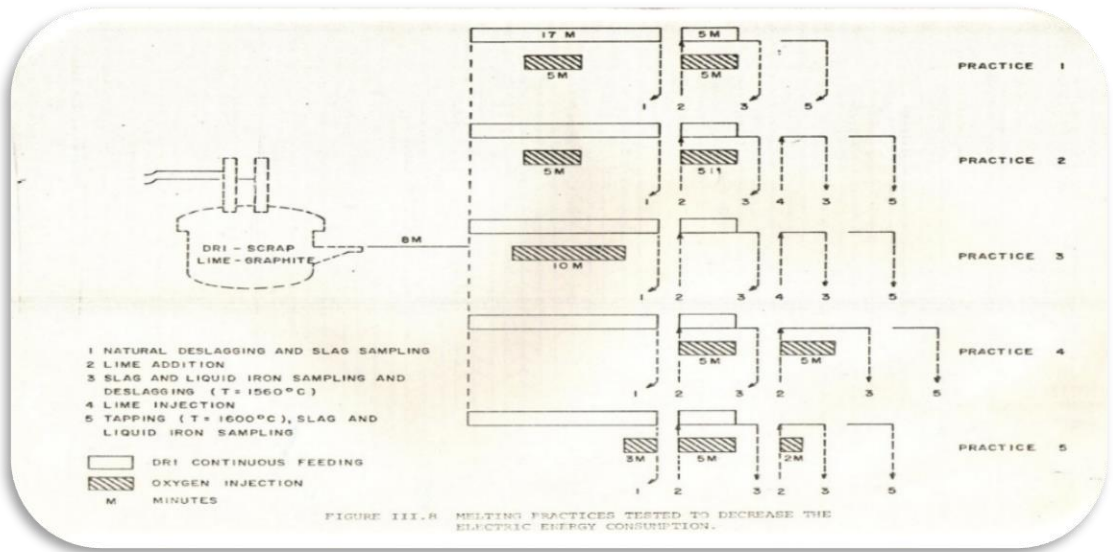 17 M 5 M
PRACTICE 1
5M 5M
1 2 3 5
PRACTICE 2
5M 5:1
1 2 3 4 3 5
8M
DRI - SCRAP
LIME-GRAPHITE
PRACTICE 3
10 M
1 2 3 4 3 5
PRACTICE 4
5M 5M
1 2 3 2 3 5
PRACTICE 5
3M 5M 2M
1 2 3 2 3 5
1 NATURAL DESLAGGING AND SLAG SAMPLING
2 LIME ADDITION
3 SLAG AND LIQUID IRON SAMPLING AND
DESLAGGING (T= 1560°C)
4 LIME INJECTION
5 TAPPING (T= 1600°C), SLAG AND
LIQUID IRON SAMPLING
DRI CONTINUOUS FEEDING
OXYGEN INJECTION
M MINUTES
FIGURE III.8 MELTING PRACTICES TESTED TO DECREASE THE
ELECTRIC ENERGY CONSUMPTION.